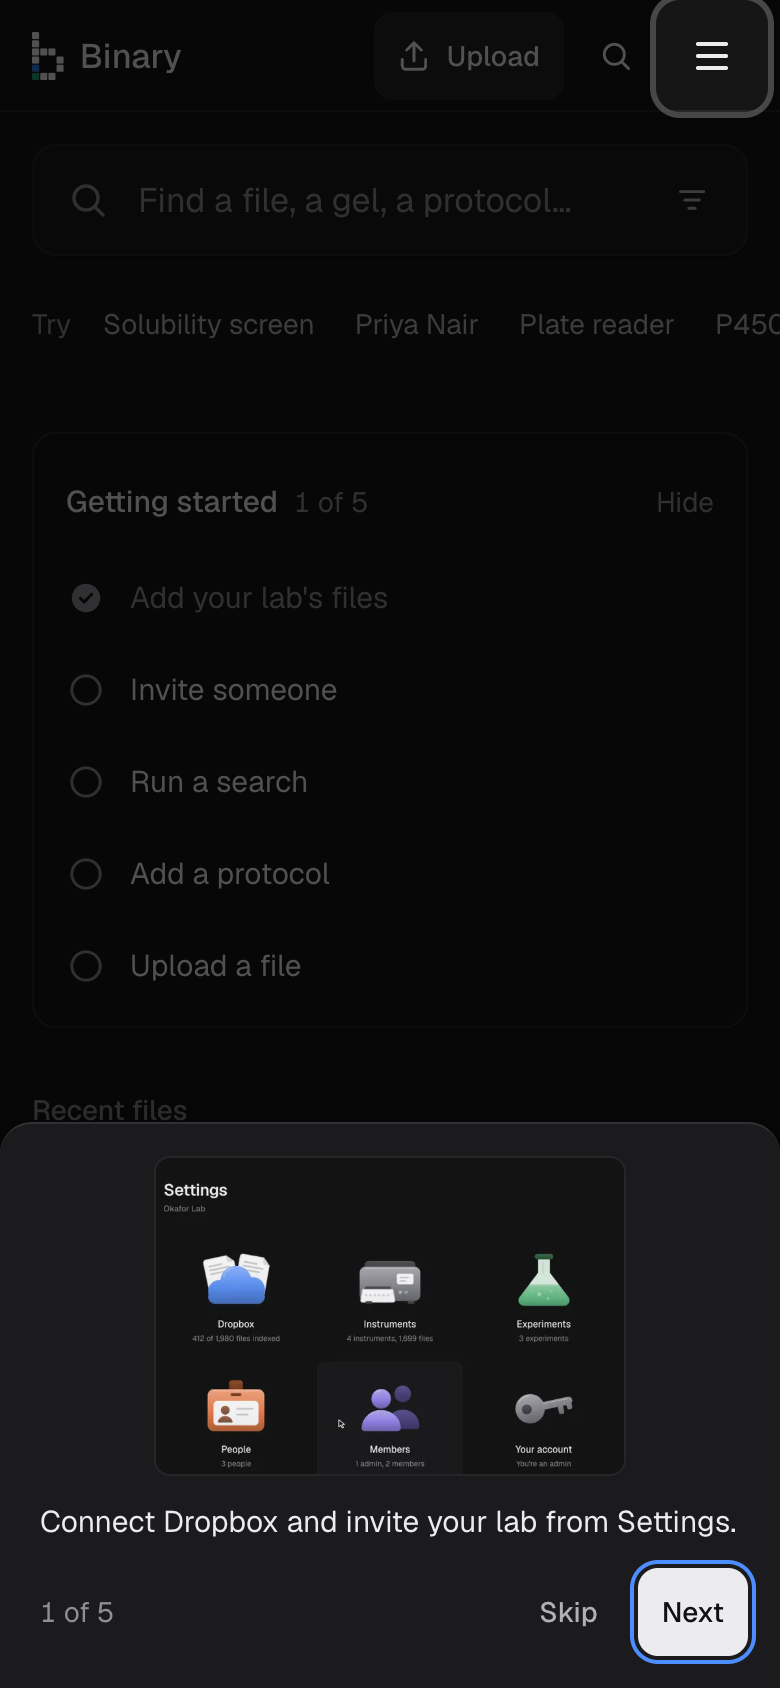 Binary
Upload
Find a file, a gel, a protocol...
Try Solubility screen Priya Nair Plate reader P450
Getting started 1 of 5 Hide
Add your lab's files
Invite someone
Run a search
Add a protocol
Upload a file
Recent files
Settings
Okafor Lab
Dropbox Instruments Experiments
412 of 1,980 files indexed 4 instruments, 1,699 files 3 experiments
People Members Your account
3 people 1 admin, 2 members You're an admin
Connect Dropbox and invite your lab from Settings.
1 of 5 Skip Next